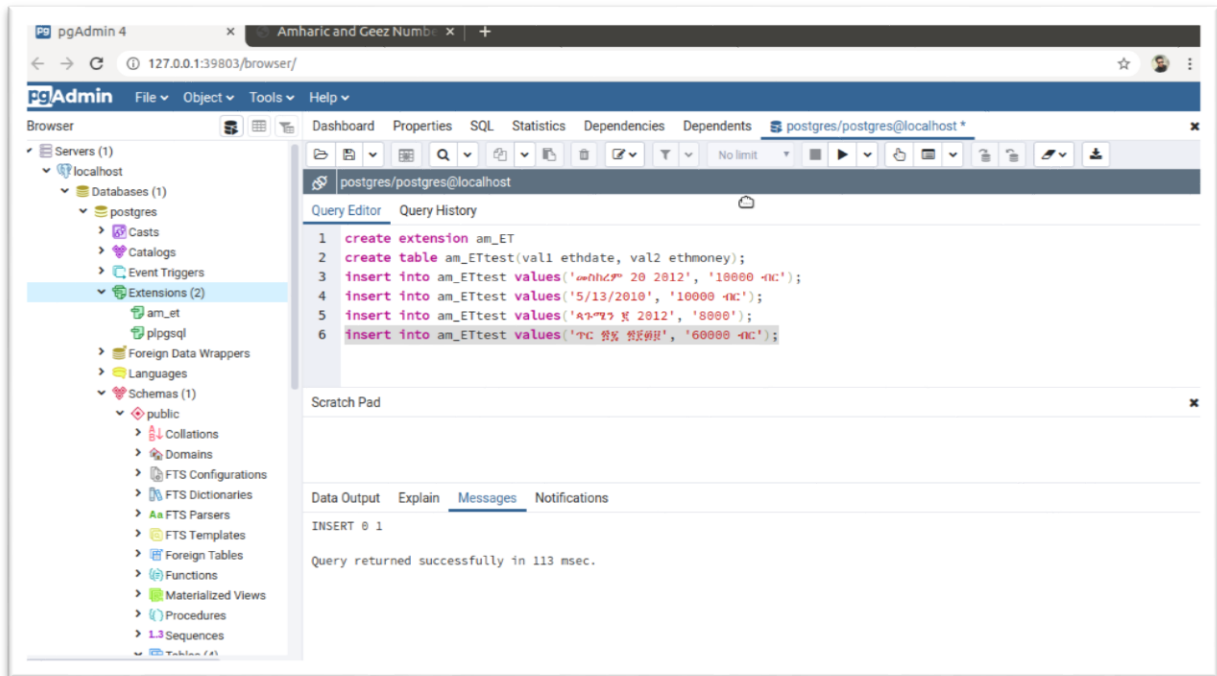 pgAdmin 4
Amharic and Geez Numbe
127.0.0.1:39803/browser/
pgAdmin File Object Tools Help
Browser
Dashboard Properties SQL Statistics Dependencies Dependents postgres/postgres@localhost *
Servers (1)
localhost
Databases (1)
postgres
Casts
Catalogs
Event Triggers
Extensions (2)
am_et
plpgsql
Foreign Data Wrappers
Languages
Schemas (1)
public
Collations
Domains
FTS Configurations
FTS Dictionaries
FTS Parsers
FTS Templates
Foreign Tables
Functions
Materialized Views
Procedures
1..3 Sequences
Tables (4)
No limit
postgres/postgres@localhost
Query Editor Query History
1 create extension am_ET
2 create table am_ETtest(val1 ethdate, val2 ethmoney);
3 insert into am_ETtest values('መስከረም 20 2012', '10000 ብር');
4 insert into am_ETtest values('5/13/2010', '10000 ብር');
5 insert into am_ETtest values('ጳጉሜን 2012', '8000');
6 insert into am_ETtest values('ጥር', '60000 ብር');
Scratch Pad
Data Output Explain Messages Notifications
INSERT 0 1
Query returned successfully in 113 msec.